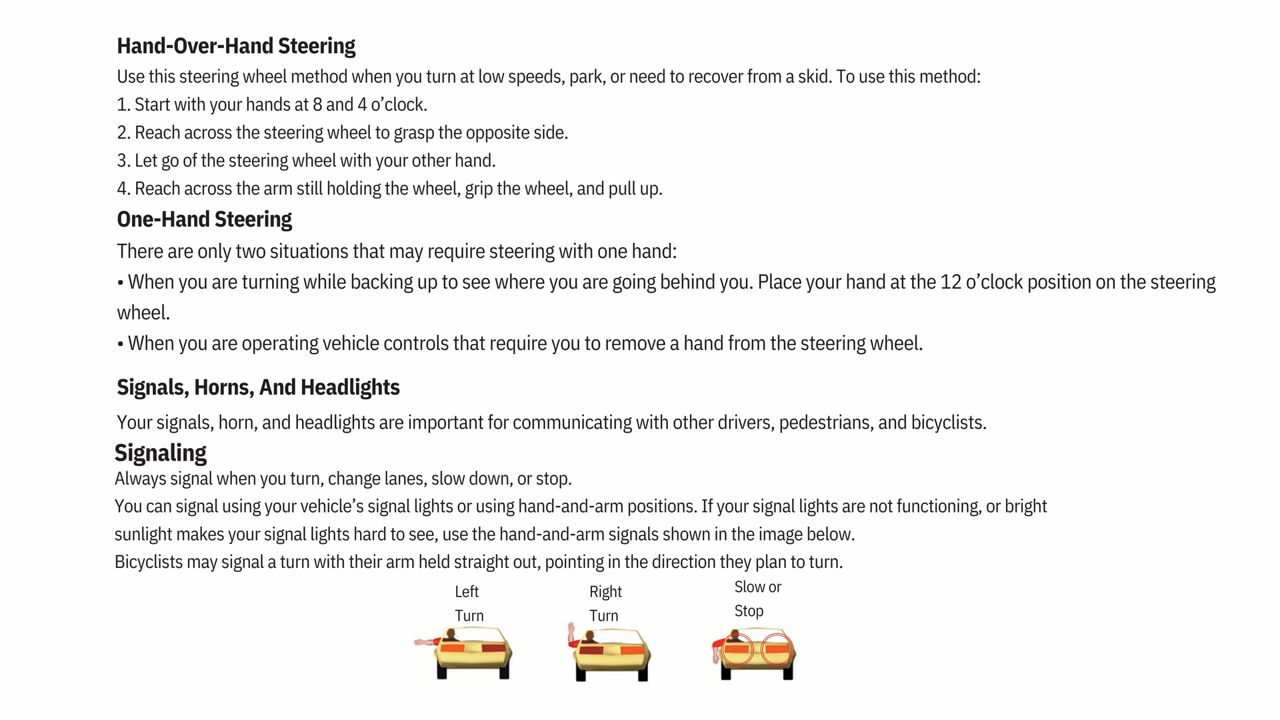 Hand-Over-Hand Steering
Use this steering wheel method when you turn at low speeds, park, or need to recover from a skid. To use this method:
1. Start with your hands at 8 and 4 o’clock.
2. Reach across the steering wheel to grasp the opposite side.
3. Let go of the steering wheel with your other hand.
4. Reach across the arm still holding the wheel, grip the wheel, and pull up.
One-Hand Steering
There are only two situations that may require steering with one hand:
• When you are turning while backing up to see where you are going behind you. Place your hand at the 12 o’clock position on the steering
wheel.
• When you are operating vehicle controls that require you to remove a hand from the steering wheel.
Signals, Horns, And Headlights
Your signals, horn, and headlights are important for communicating with other drivers, pedestrians, and bicyclists.
Signaling
Always signal when you turn, change lanes, slow down, or stop.
You can signal using your vehicle’s signal lights or using hand-and-arm positions. If your signal lights are not functioning, or bright
sunlight makes your signal lights hard to see, use the hand-and-arm signals shown in the image below.
Bicyclists may signal a turn with their arm held straight out, pointing in the direction they plan to turn.
Left
Turn
Right
Turn
Slow or
Stop